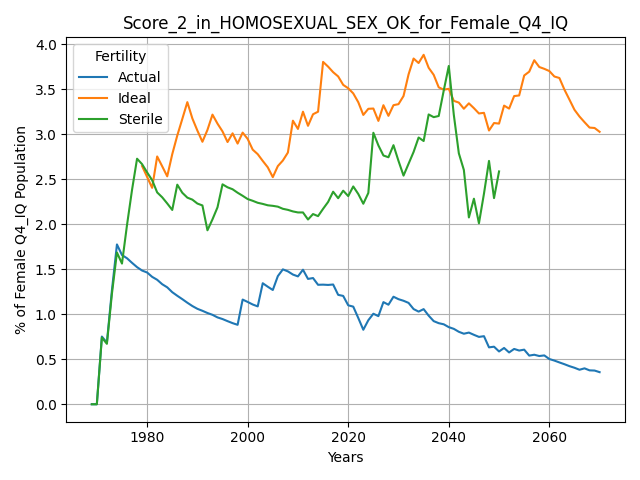 Score_2_in_HOMOSEXUAL_SEX_OK_for_Female_Q4_IQ
4.0
3.5
3.0
2.5
2.0
1.5
1.0
0.5
0.0
% of Female Q4_IQ Population
Fertility
Actual
Ideal
Sterile
1980
2000
2020
2040
2060
Years